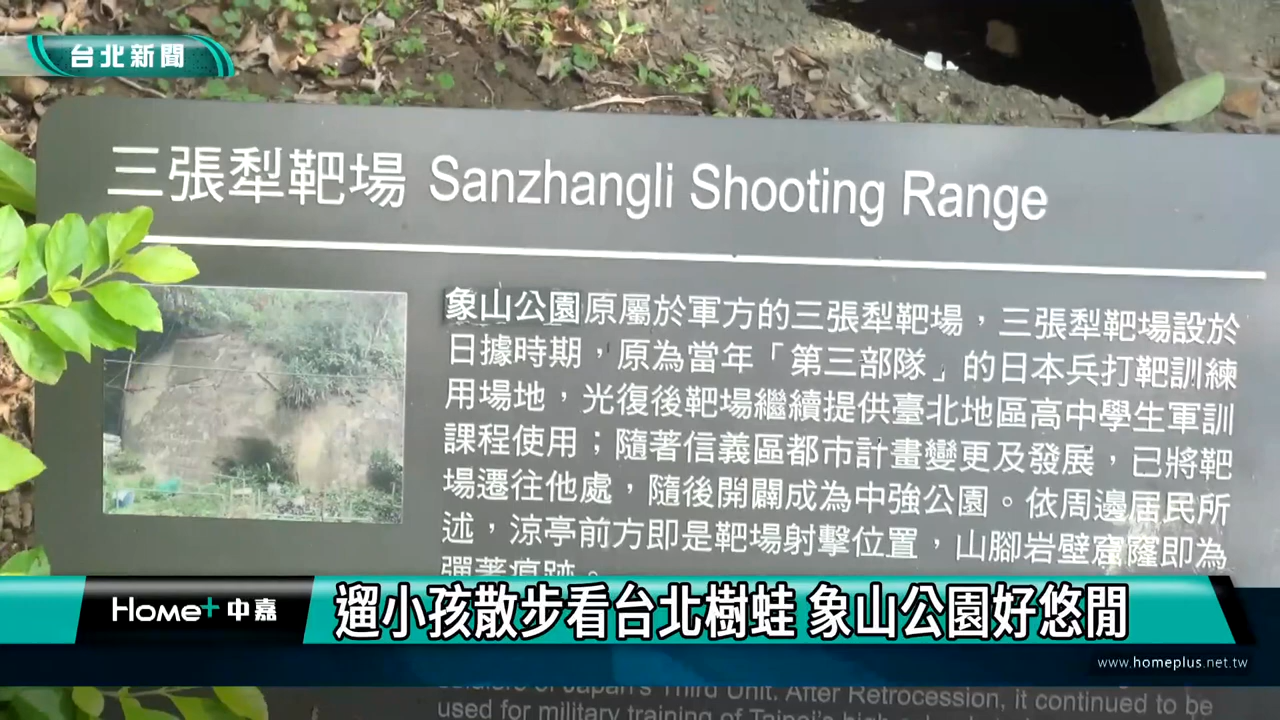 台北新聞
三張犁靶場 Sanzhangli Shooting Range
象山公園原屬於軍方的三張犁靶場，三張犁靶場設於
日據時期，原為當年「第三部隊」的日本兵打靶訓練
用場地，光復後靶場繼續提供臺北地區高中學生軍訓
課程使用；隨著信義區都市計畫變更及發展，已將靶
場遷往他處，隨後開闢成為中強公園。依周邊居民所
述，涼亭前方即是靶場射擊位置，山腳岩壁窟窿即為
彈著痕跡。
Home+中嘉
遛小孩散步看台北樹蛙 象山公園好悠閒
www.homeplus.net.tw
soldiers of Japan's Third Unit. After Retrocession, it continued to be
used for military training of Taipei's high